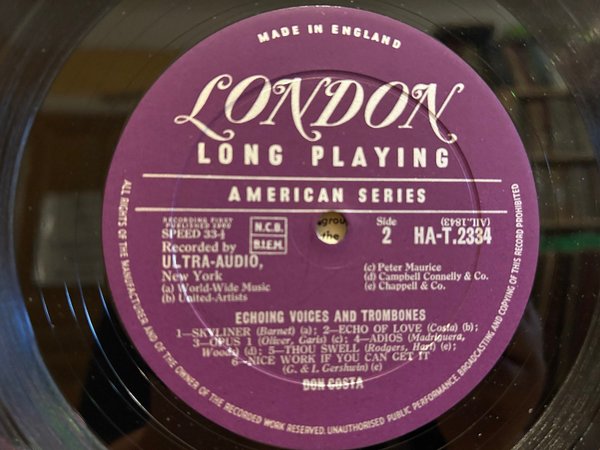 MADE IN ENGLAND
LONDON
LONG PLAYING
AMERICAN SERIES
RECORDING FIRST
PUBLISHED 1960
SPEED 33⅓
Recorded by
ULTRA-AUDIO,
New York
(a) World-Wide Music
(b) United-Artists
N.C.B.
B.I.E.M.
grou
the
Side
2
(AIL.1843)
HA-T.2334
(c) Peter Maurice
(d) Campbell Connelly & Co.
(e) Chappell & Co.
ECHOING VOICES AND TROMBONES
1—SKYLINER (Barnet) (a); 2—ECHO OF LOVE (Costa) (b);
3—OPUS 1 (Oliver, Garis) (c); 4—ADIOS (Madriguera,
Woods) (d); 5—THOU SWELL (Rodgers, Hart) (e);
6—NICE WORK IF YOU CAN GET IT
(G. & I. Gershwin) (e)
DON COSTA
ALL RIGHTS OF THE MANUFACTURER AND OF THE OWNER OF THE RECORDED WORK RESERVED. UNAUTHORISED PUBLIC PERFORMANCE, BROADCASTING AND COPYING OF THIS RECORD PROHIBITED